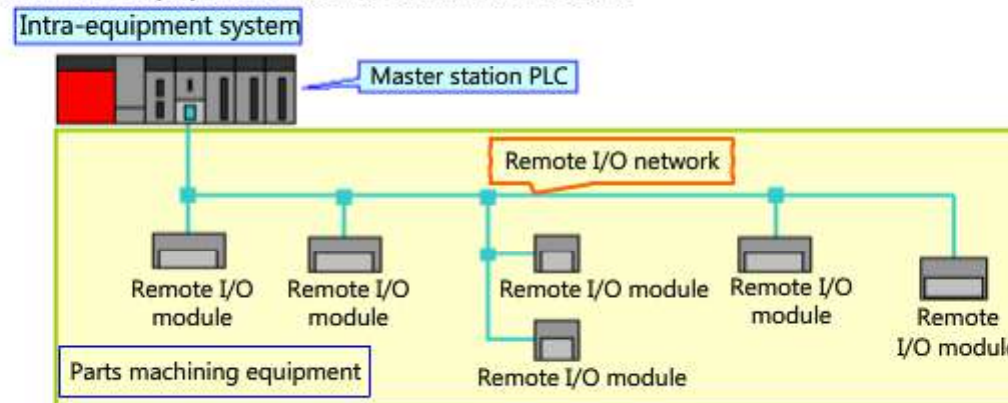 Intra-equipment system
Master station PLC
Remote I/O network
Remote I/O
module
Remote I/O
module
Remote I/O module
Remote I/O
module
Remote
I/O module
Remote I/O module
Parts machining equipment